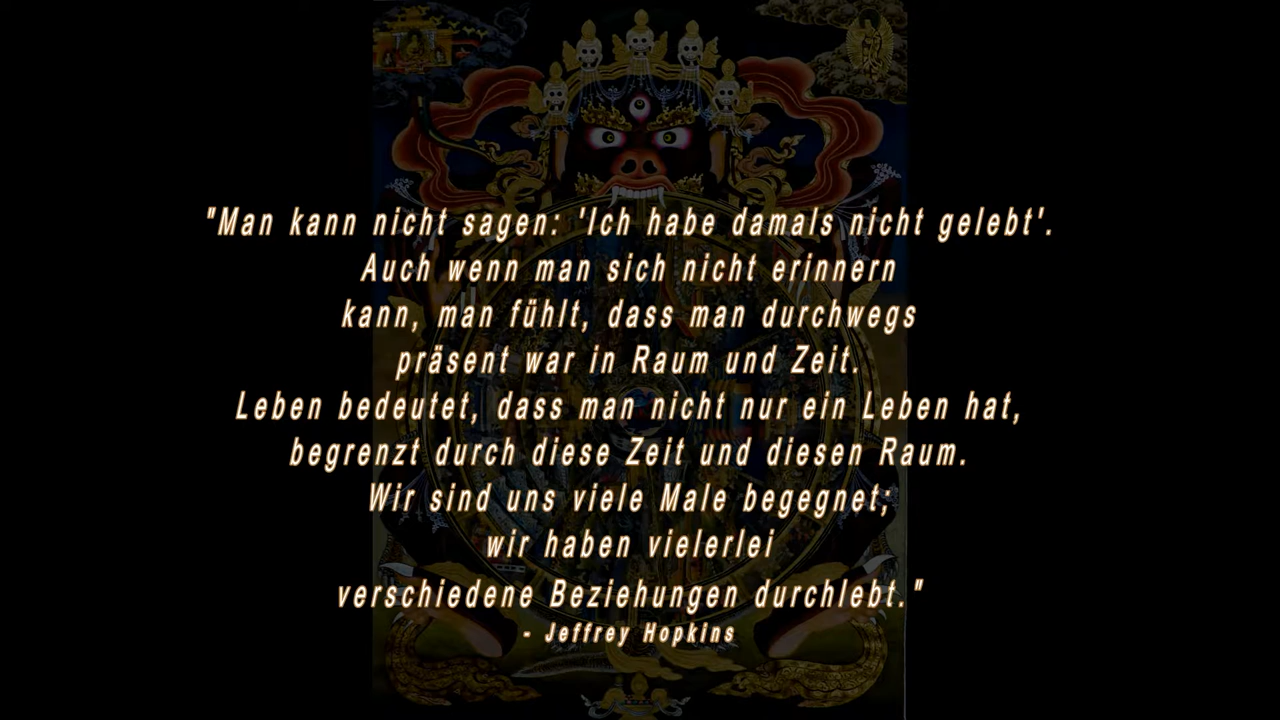 "Man kann nicht sagen: 'Ich habe damals nicht gelebt'.
Auch wenn man sich nicht erinnern
kann, man fühlt, dass man durchwegs
präsent war in Raum und Zeit.
Leben bedeutet, dass man nicht nur ein Leben hat,
begrenzt durch diese Zeit und diesen Raum.
Wir sind uns viele Male begegnet;
wir haben vielerlei
verschiedene Beziehungen durchlebt."
- Jeffrey Hopkins